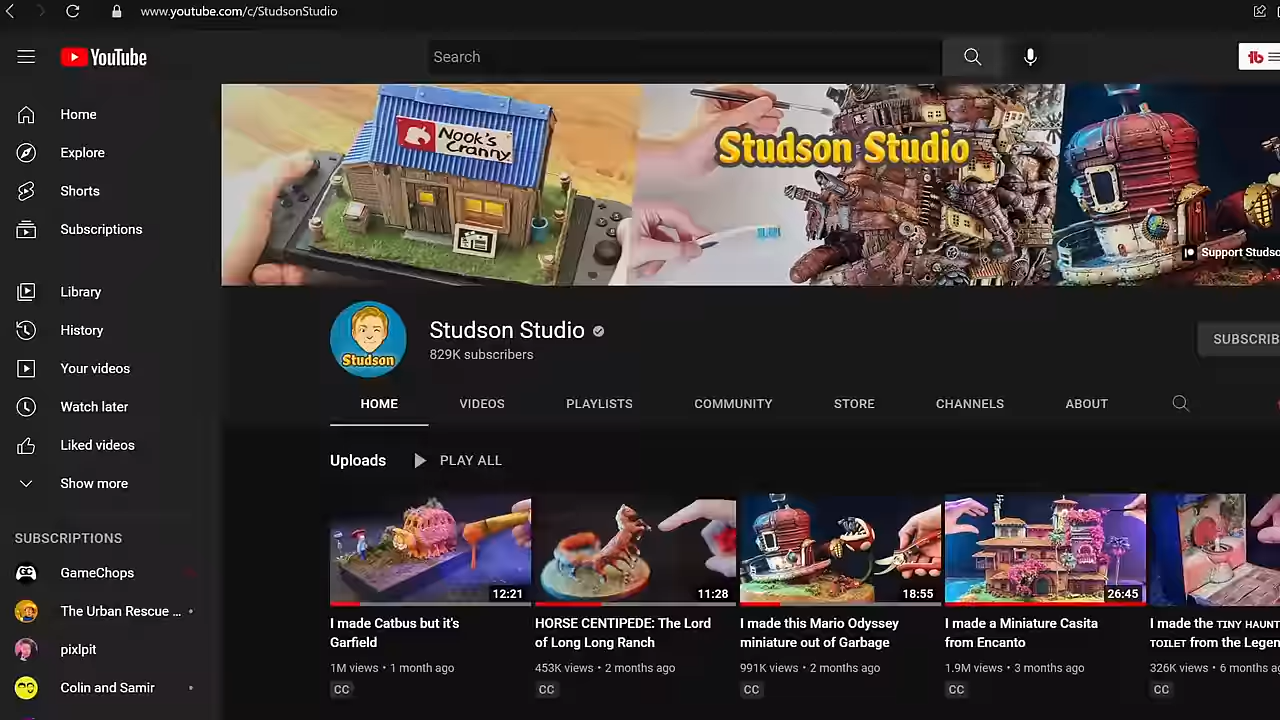 www.youtube.com/c/StudsonStudio
YouTube
Search
Home
Explore
Shorts
Subscriptions
Library
History
Your videos
Watch later
Liked videos
Show more
SUBSCRIPTIONS
GameChops
The Urban Rescue ...
pixlpit
Colin and Samir
Nook's
Cranny
Studson Studio
Support Studso
Studson
Studson Studio
829K subscribers
SUBSCRIB
HOME VIDEOS PLAYLISTS COMMUNITY STORE CHANNELS ABOUT
Uploads PLAY ALL
12:21
I made Catbus but it's
Garfield
1M views • 1 month ago
CC
11:28
HORSE CENTIPEDE: The Lord
of Long Long Ranch
453K views • 2 months ago
CC
18:55
I made this Mario Odyssey
miniature out of Garbage
991K views • 2 months ago
CC
26:45
I made a Miniature Casita
from Encanto
1.9M views • 3 months ago
CC
I made the TINY HAUNT
TOILET from the Legen
326K views • 6 months a
CC